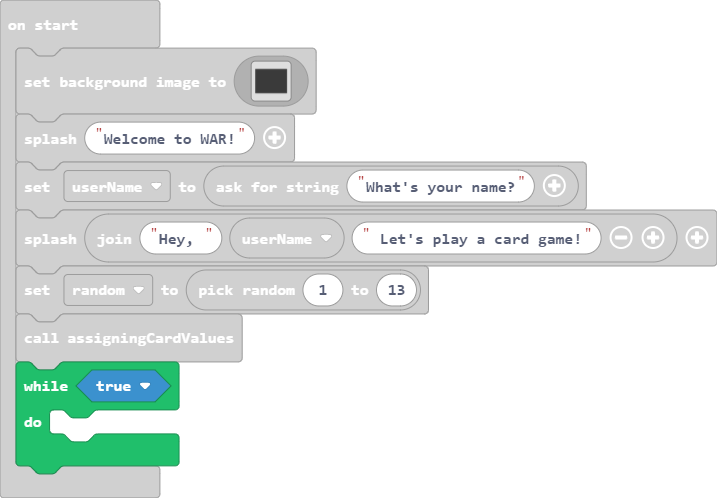 on start
set background image to
splash "Welcome to WAR!"
set userName to ask for string "What's your name?"
splash join "Hey, " userName " Let's play a card game!"
set random to pick random 1 to 13
call assigningCardValues
while true
do